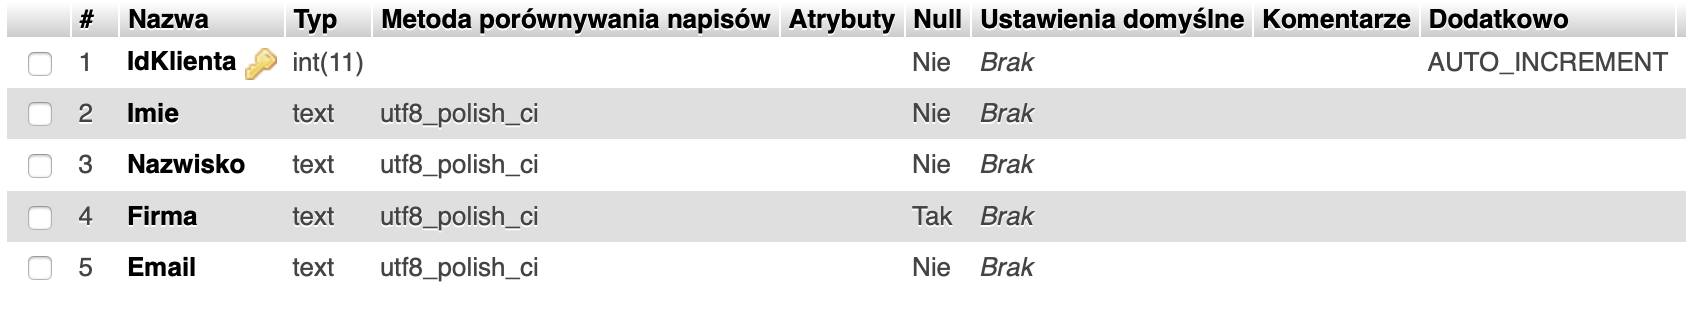 # Nazwa Typ Metoda porównywania napisów Atrybuty Null Ustawienia domyślne Komentarze Dodatkowo
1 IdKlienta int(11) Nie Brak AUTO_INCREMENT
2 Imie text utf8_polish_ci Nie Brak
3 Nazwisko text utf8_polish_ci Nie Brak
4 Firma text utf8_polish_ci Tak Brak
5 Email text utf8_polish_ci Nie Brak